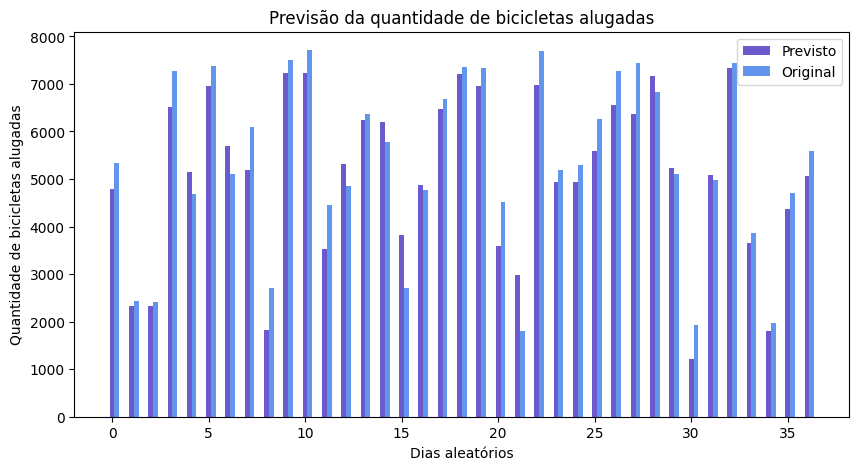 Previsão da quantidade de bicicletas alugadas
Previsto
Original
Quantidade de bicicletas alugadas
8000
7000
6000
5000
4000
3000
2000
1000
0
0 5 10 15 20 25 30 35
Dias aleatórios